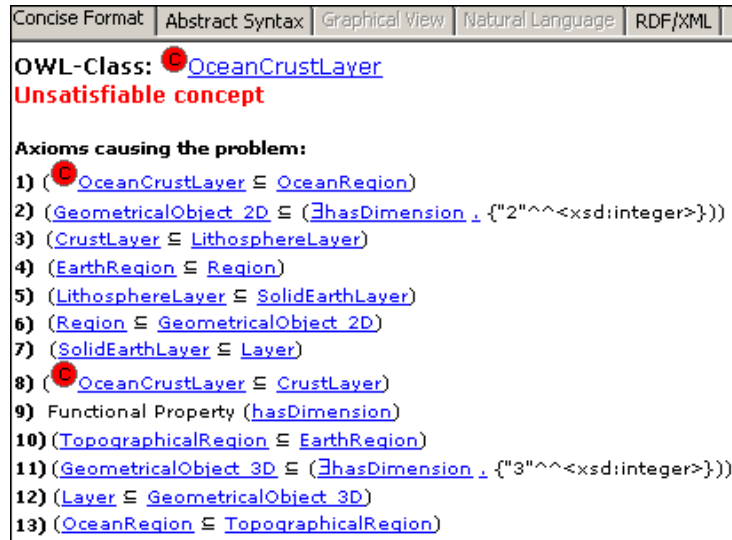 Concise Format Abstract Syntax Graphical View Natural Language RDF/XML
OWL-Class: C OceanCrustLayer
Unsatisfiable concept
Axioms causing the problem:
1) (C OceanCrustLayer ⊆ OceanRegion)
2) (GeometricalObject_2D ⊆ (∃hasDimension . {"2"^^<xsd:integer>}))
3) (CrustLayer ⊆ LithosphereLayer)
4) (EarthRegion ⊆ Region)
5) (LithosphereLayer ⊆ SolidEarthLayer)
6) (Region ⊆ GeometricalObject_2D)
7) (SolidEarthLayer ⊆ Layer)
8) (C OceanCrustLayer ⊆ CrustLayer)
9) Functional Property (hasDimension)
10) (TopographicalRegion ⊆ EarthRegion)
11) (GeometricalObject_3D ⊆ (∃hasDimension . {"3"^^<xsd:integer>}))
12) (Layer ⊆ GeometricalObject_3D)
13) (OceanRegion ⊆ TopographicalRegion)